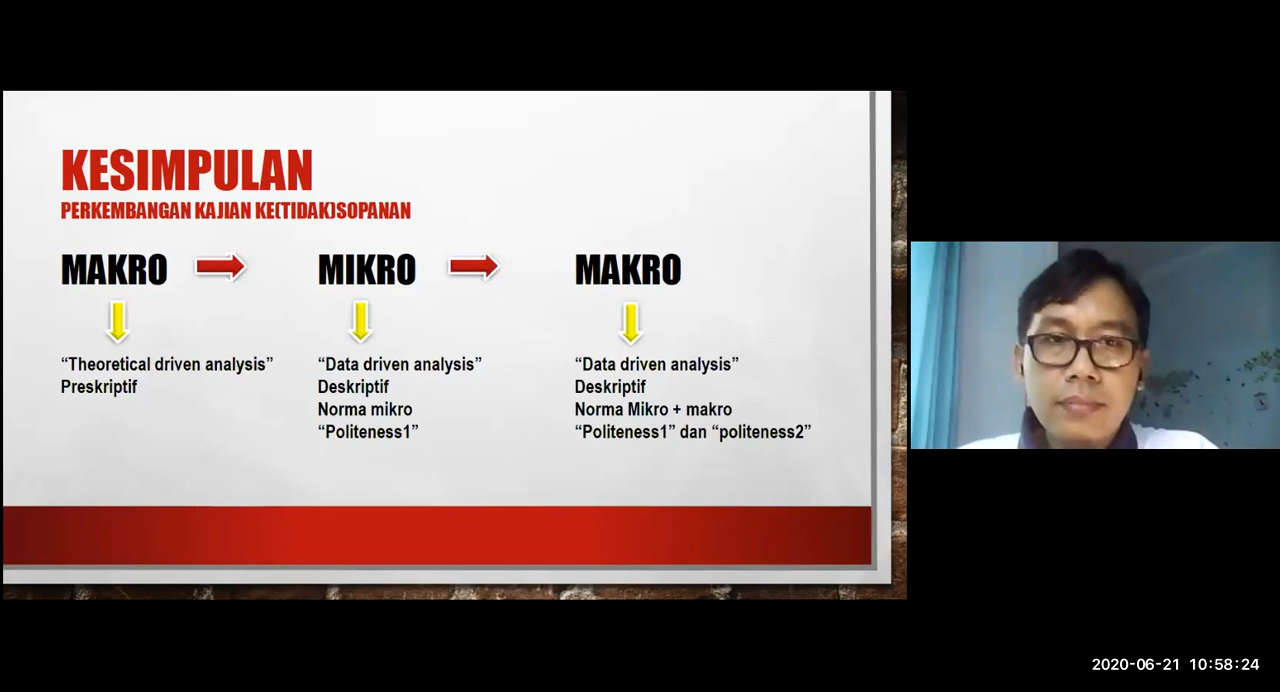 KESIMPULAN
PERKEMBANGAN KAJIAN KE(TIDAK)SOPANAN
MAKRO
“Theoretical driven analysis”
Preskriptif
MIKRO
“Data driven analysis”
Deskriptif
Norma mikro
“Politeness1”
MAKRO
“Data driven analysis”
Deskriptif
Norma Mikro + makro
“Politeness1” dan “politeness2”
2020-06-21 10:58:24